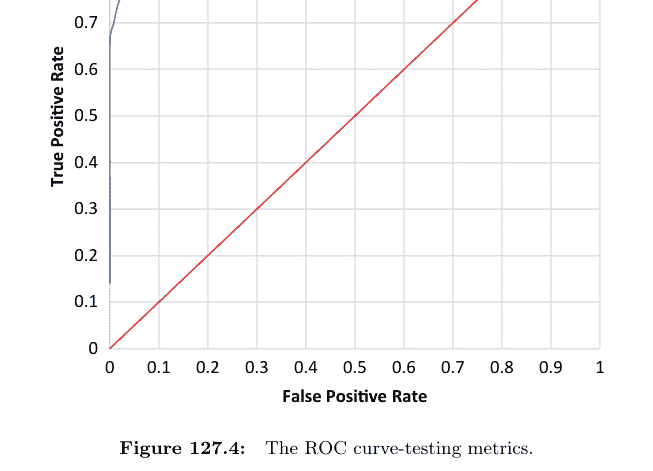 0.7
0.6
0.5
0.4
0.3
0.2
0.1
0
True Positive Rate
0 0.1 0.2 0.3 0.4 0.5 0.6 0.7 0.8 0.9 1
False Positive Rate
Figure 127.4: The ROC curve-testing metrics.